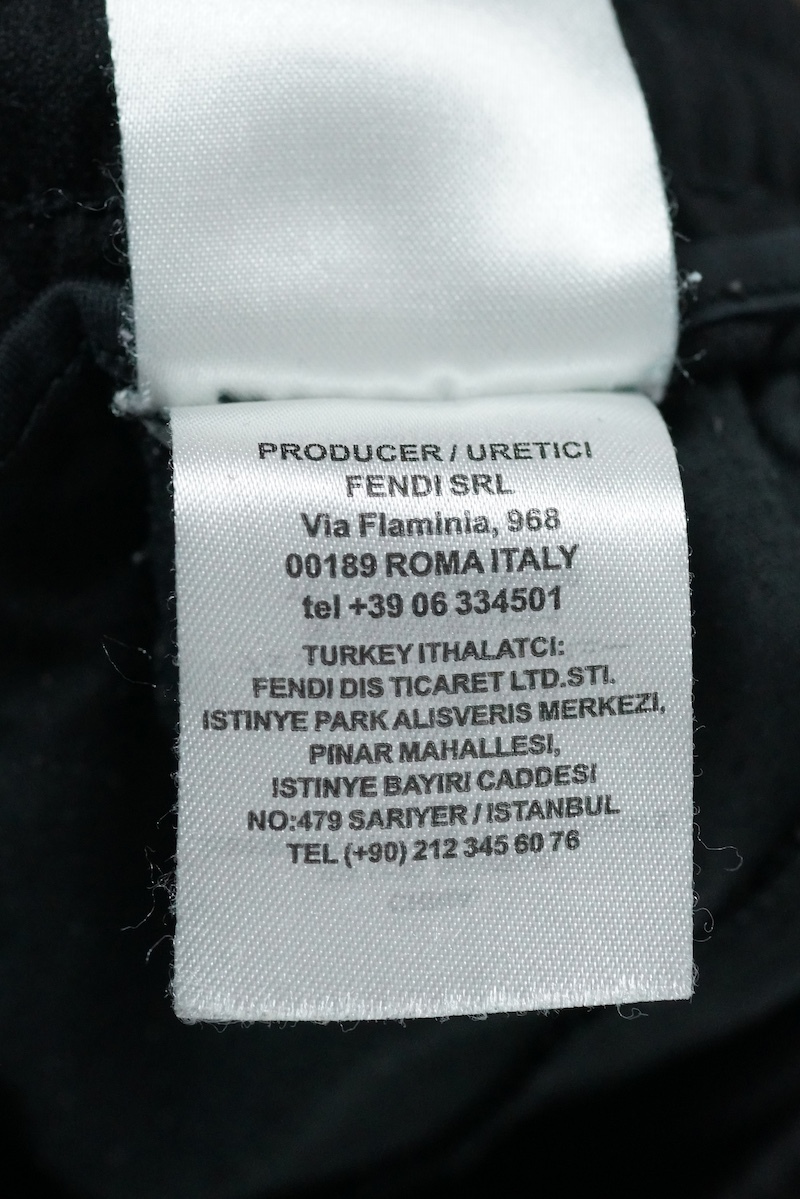 PRODUCER / URETICI
FENDI SRL
Via Flaminia, 968
00189 ROMA ITALY
tel +39 06 334501
TURKEY ITHALATCI:
FENDI DIS TICARET LTD.STI.
ISTINYE PARK ALISVERIS MERKEZI,
PINAR MAHALLESI,
ISTINYE BAYIRI CADDESI
NO:479 SARIYER / ISTANBUL
TEL (+90) 212 345 60 76